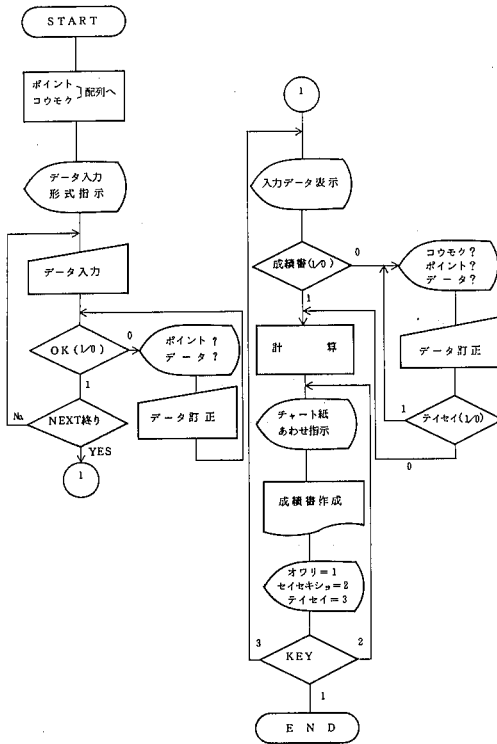 START
ポイント
コウモク
配列へ
データ入力
形式指示
データ入力
OK(1/0)
0
ポイント?
データ?
1
データ訂正
No
NEXT終り
YES
1
1
入力データ表示
成績書(1/0)
0
コウモク?
ポイント?
データ?
1
計 算
データ訂正
テイセイ(1/0)
1
0
チャート紙
あわせ指示
成績書作成
オワリ=1
セイセキショ=2
テイセイ=3
3
KEY
2
1
END